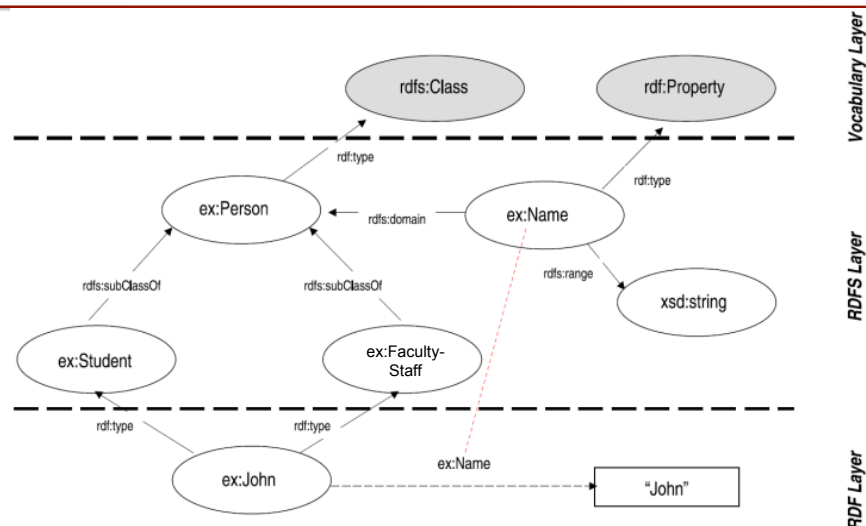 rdfs:Class
rdf:Property
Vocabulary Layer
rdf:type
rdf:type
ex:Person
rdfs:domain
ex:Name
rdfs:subClassOf
rdfs:subClassOf
rdfs:range
xsd:string
RDFS Layer
ex:Student
ex:Faculty-
Staff
rdf:type
rdf:type
ex:John
ex:Name
“John”
RDF Layer